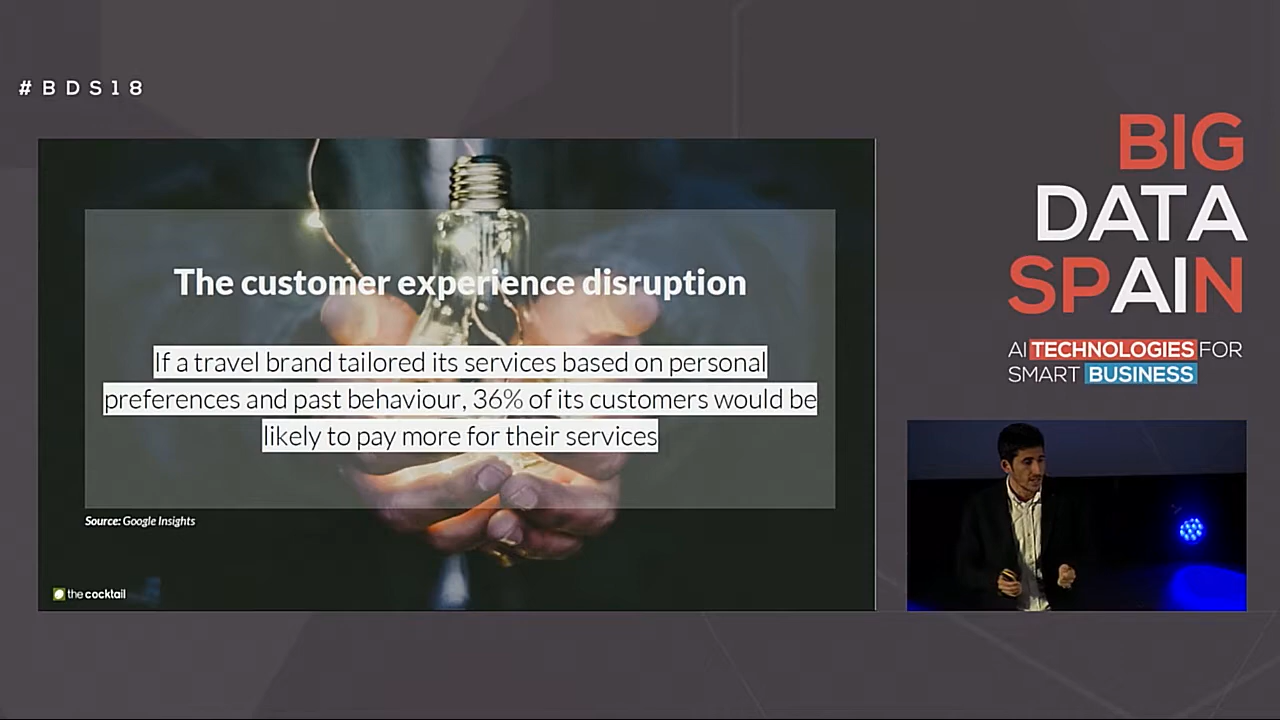 #BDS18
The customer experience disruption
If a travel brand tailored its services based on personal
preferences and past behaviour, 36% of its customers would be
likely to pay more for their services
Source: Google Insights
the cocktail
BIG
DATA
SPAIN
AI TECHNOLOGIES FOR
SMART BUSINESS